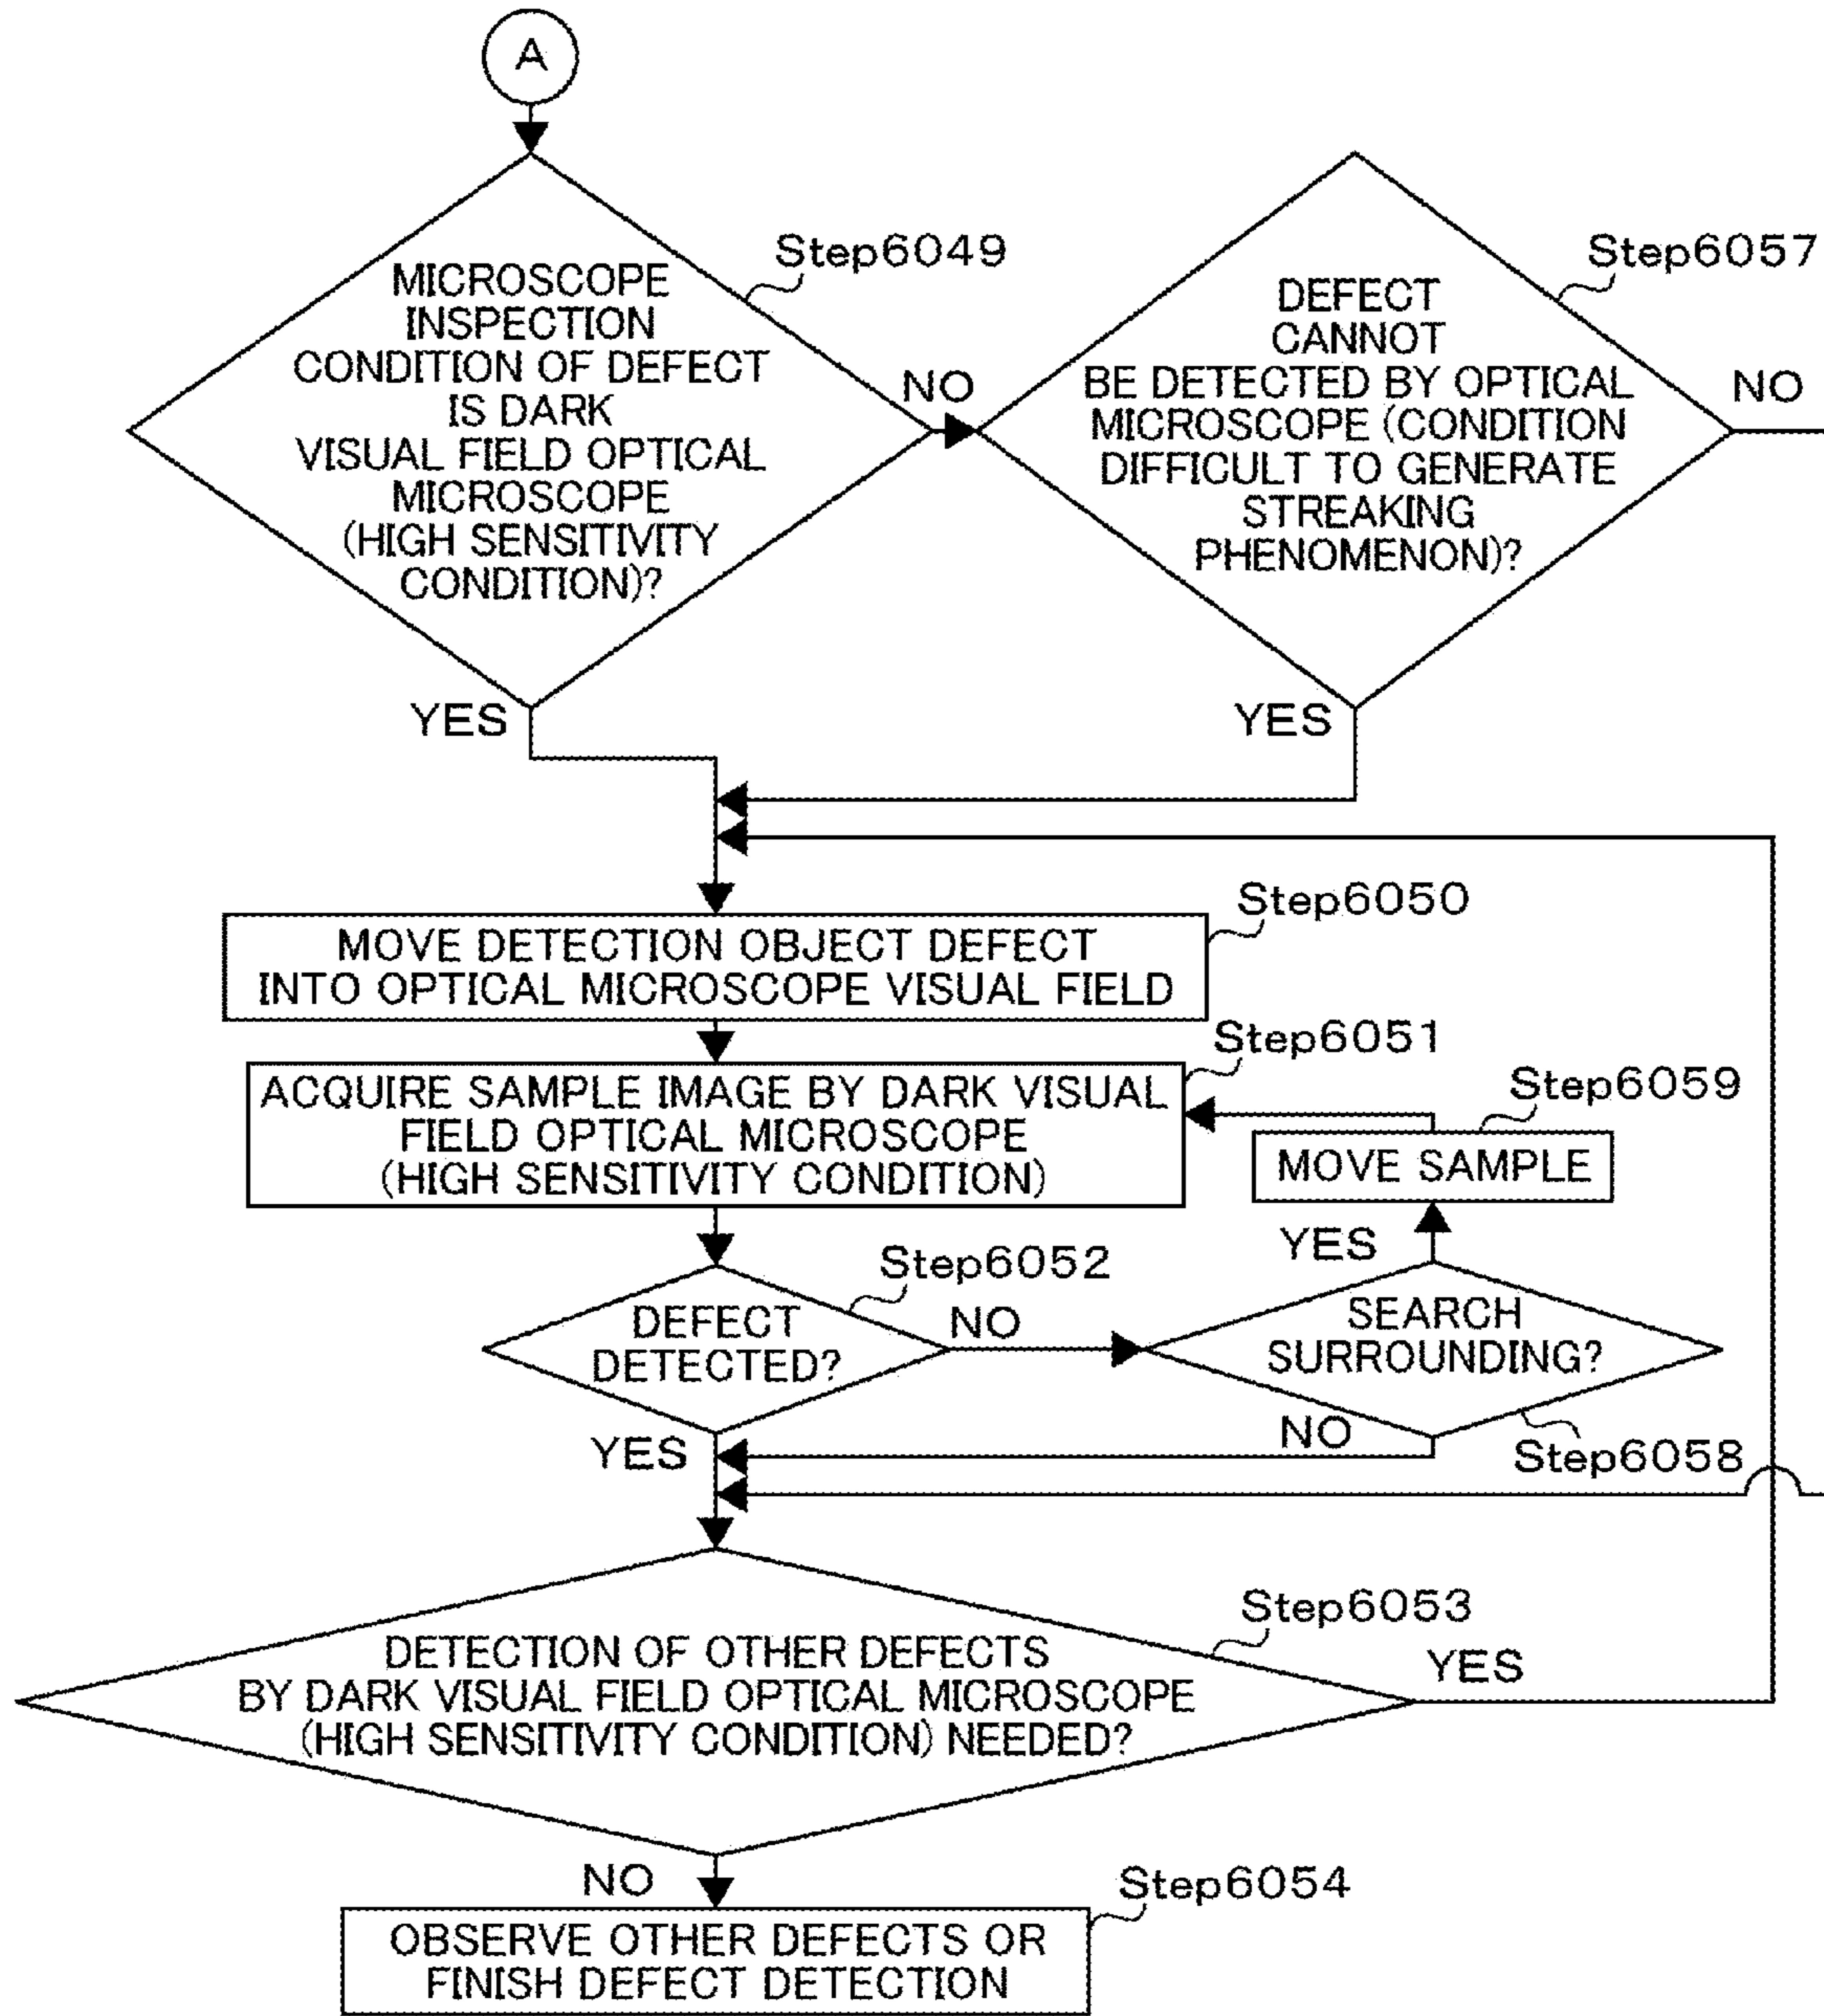 A
Step6049
MICROSCOPE
INSPECTION
CONDITION OF DEFECT
IS DARK
VISUAL FIELD OPTICAL
MICROSCOPE
(HIGH SENSITIVITY
CONDITION)?
NO
YES
Step6057
DEFECT
CANNOT
BE DETECTED BY OPTICAL
MICROSCOPE (CONDITION
DIFFICULT TO GENERATE
STREAKING
PHENOMENON)?
NO
YES
Step6050
MOVE DETECTION OBJECT DEFECT
INTO OPTICAL MICROSCOPE VISUAL FIELD
Step6051
ACQUIRE SAMPLE IMAGE BY DARK VISUAL
FIELD OPTICAL MICROSCOPE
(HIGH SENSITIVITY CONDITION)
Step6059
MOVE SAMPLE
YES
Step6052
DEFECT
DETECTED?
NO
SEARCH
SURROUNDING?
YES
NO
Step6058
Step6053
DETECTION OF OTHER DEFECTS
BY DARK VISUAL FIELD OPTICAL MICROSCOPE
(HIGH SENSITIVITY CONDITION) NEEDED?
YES
NO
Step6054
OBSERVE OTHER DEFECTS OR
FINISH DEFECT DETECTION